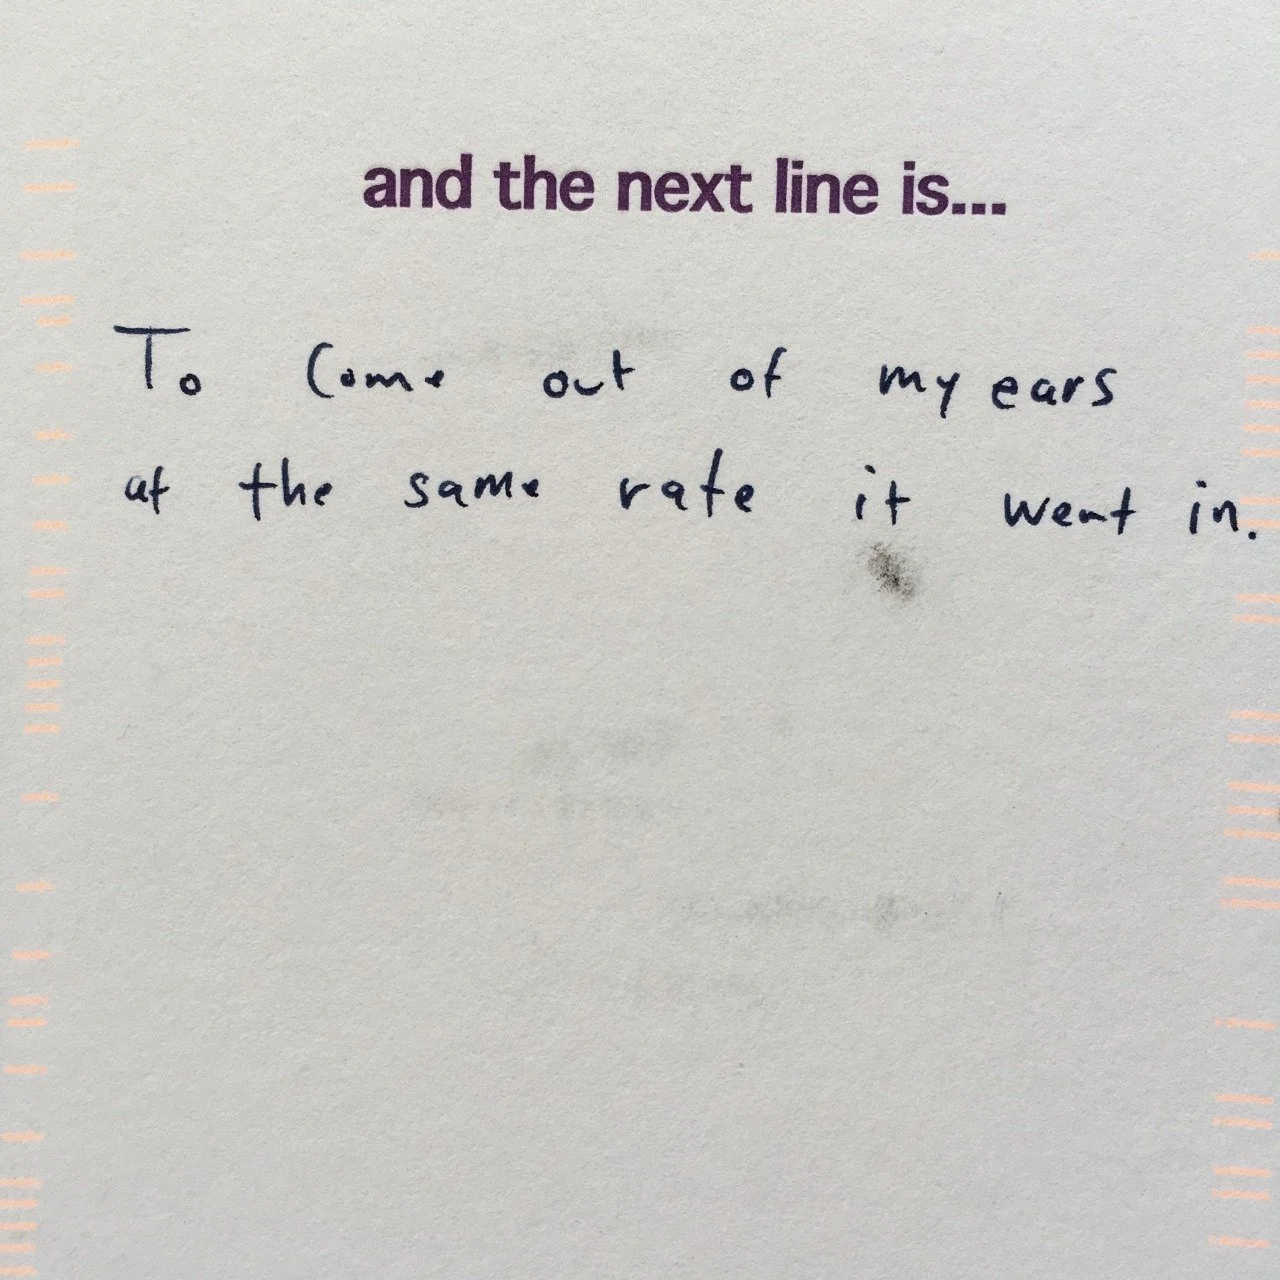 and the next line is...
To come out of my ears
at the same rate it went in.